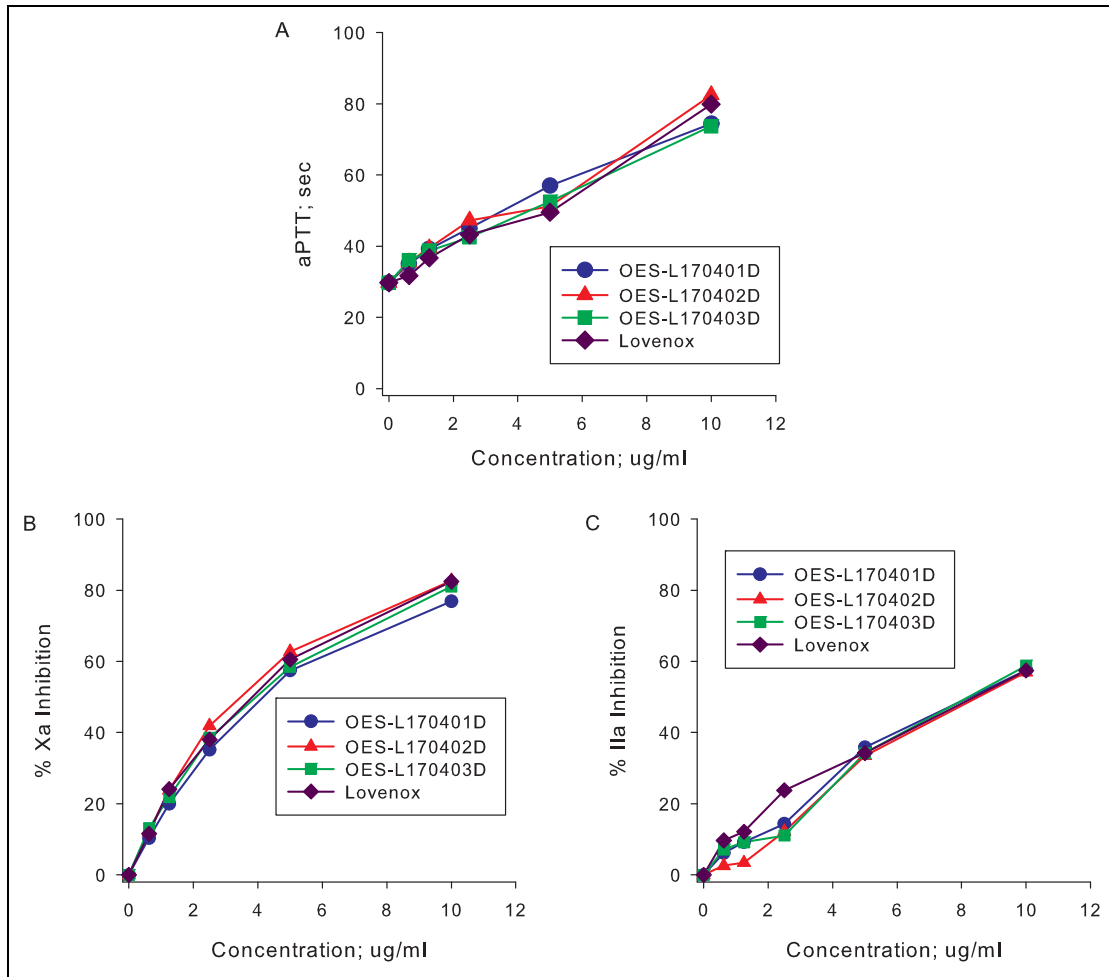 A
100
80
60
40
20
0
aPTT; sec
OES-L170401D
OES-L170402D
OES-L170403D
Lovenox
0 2 4 6 8 10 12
Concentration; ug/ml
B
100
80
60
40
20
0
% Xa Inhibition
OES-L170401D
OES-L170402D
OES-L170403D
Lovenox
0 2 4 6 8 10 12
Concentration; ug/ml
C
100
80
60
40
20
0
% IIa Inhibition
OES-L170401D
OES-L170402D
OES-L170403D
Lovenox
0 2 4 6 8 10 12
Concentration; ug/ml